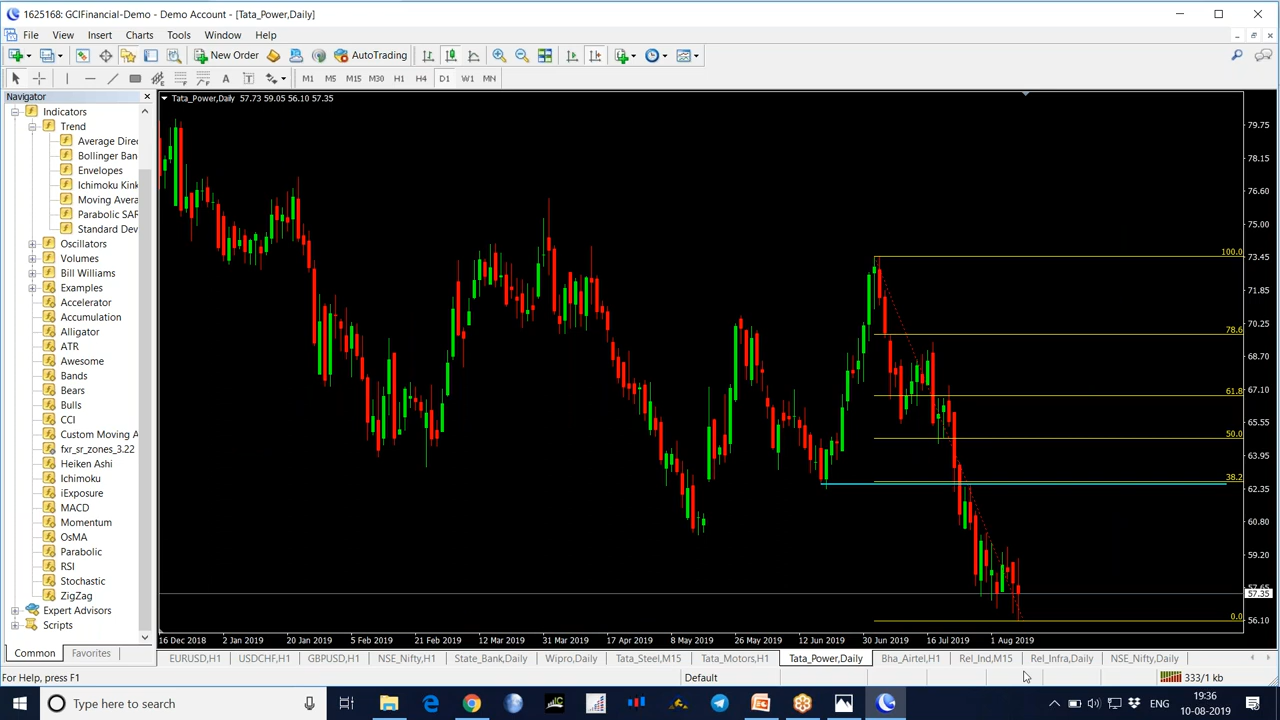 1625168: GCIFinancial-Demo - Demo Account - [Tata_Power,Daily]
File View Insert Charts Tools Window Help
New Order AutoTrading
A T M1 M5 M15 M30 H1 H4 D1 W1 MN
Navigator
Indicators
Trend
Average Dire
Bollinger Ban
Envelopes
Ichimoku Kink
Moving Avera
Parabolic SAR
Standard Dev
Oscillators
Volumes
Bill Williams
Examples
Accelerator
Accumulation
Alligator
ATR
Awesome
Bands
Bears
Bulls
CCI
Custom Moving A
fxr_sr_zones_3.22
Heiken Ashi
Ichimoku
iExposure
MACD
Momentum
OsMA
Parabolic
RSI
Stochastic
ZigZag
Expert Advisors
Scripts
Common Favorites
Tata_Power,Daily 57.73 59.05 56.10 57.35
79.75
78.15
76.60
75.00
73.45
71.85
70.25
68.70
67.10
65.55
63.95
62.35
60.80
59.20
57.65
57.35
56.10
100.0
78.6
61.8
50.0
38.2
0.0
16 Dec 2018 2 Jan 2019 20 Jan 2019 5 Feb 2019 21 Feb 2019 12 Mar 2019 31 Mar 2019 17 Apr 2019 8 May 2019 26 May 2019 12 Jun 2019 30 Jun 2019 16 Jul 2019 1 Aug 2019
EURUSD,H1 USDCHF,H1 GBPUSD,H1 NSE_Nifty,H1 State_Bank,Daily Wipro,Daily Tata_Steel,M15 Tata_Motors,H1 Tata_Power,Daily Bha_Airtel,H1 Rel_Ind,M15 Rel_Infra,Daily NSE_Nifty,Daily
For Help, press F1 Default 333/1 kb
Type here to search
ENG
19:36
10-08-2019